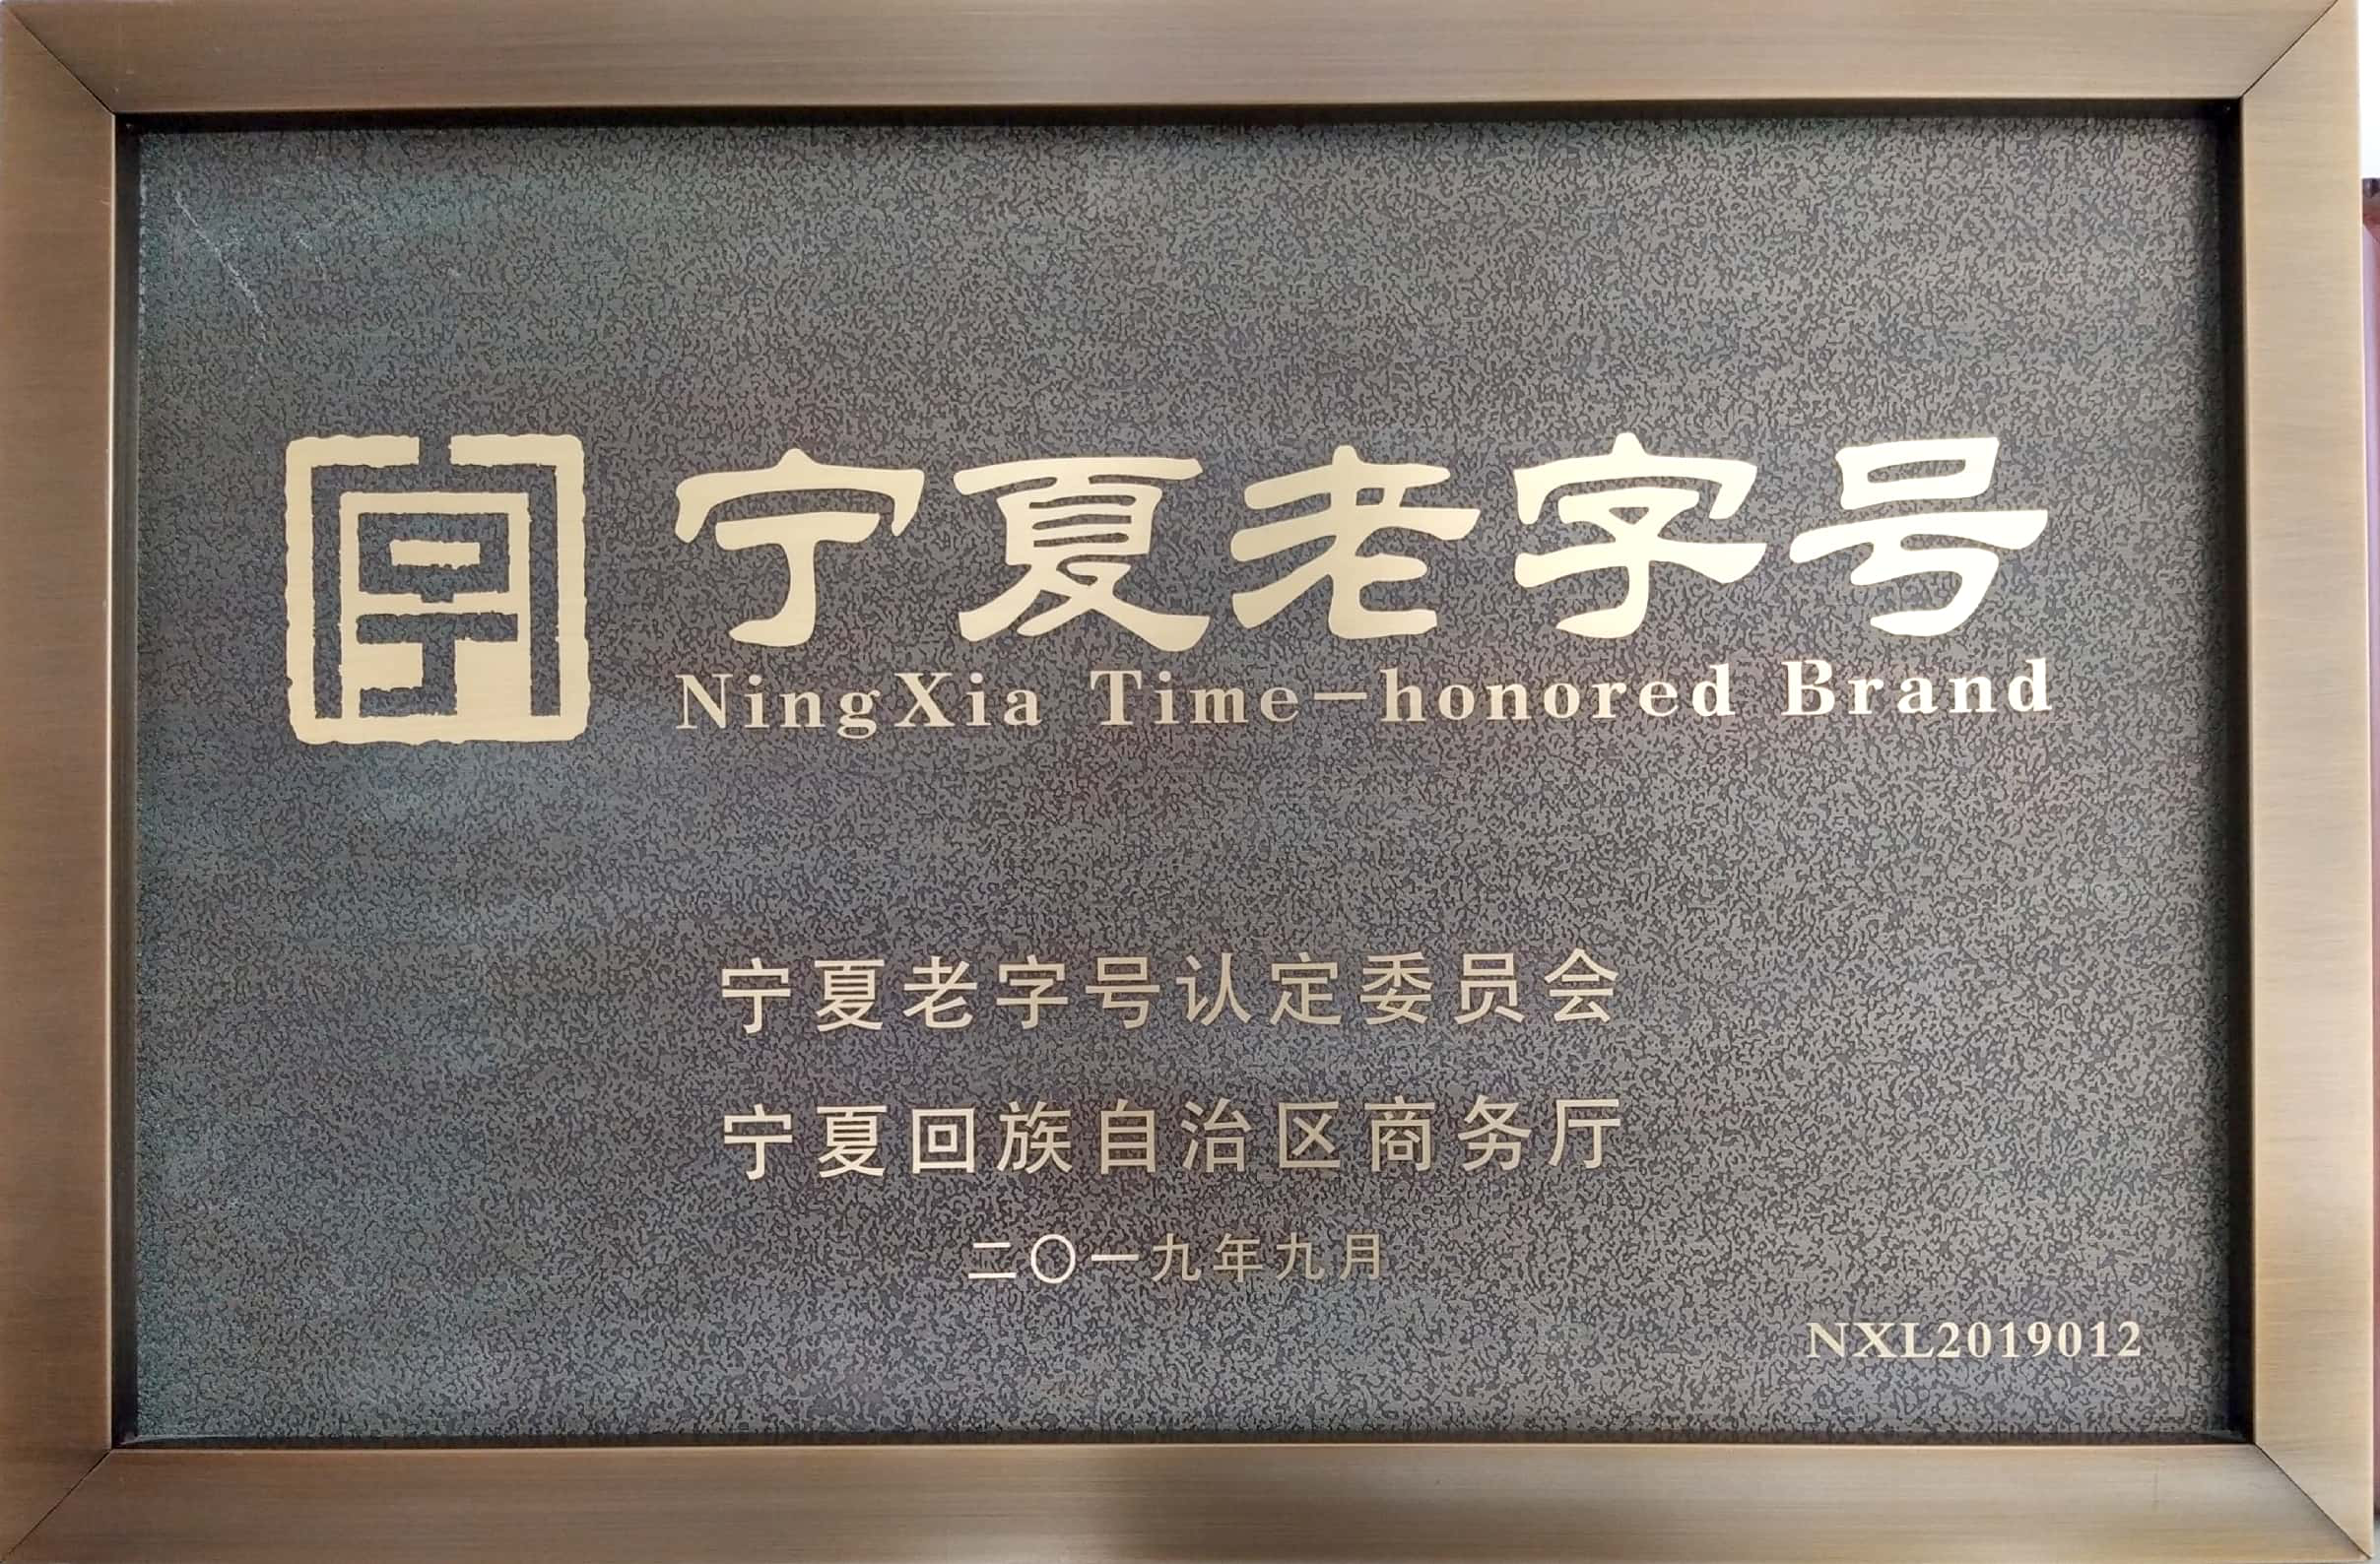 宁夏老字号
NingXia Time-honored Brand
宁夏老字号认定委员会
宁夏回族自治区商务厅
二〇一九年九月
NXL2019012